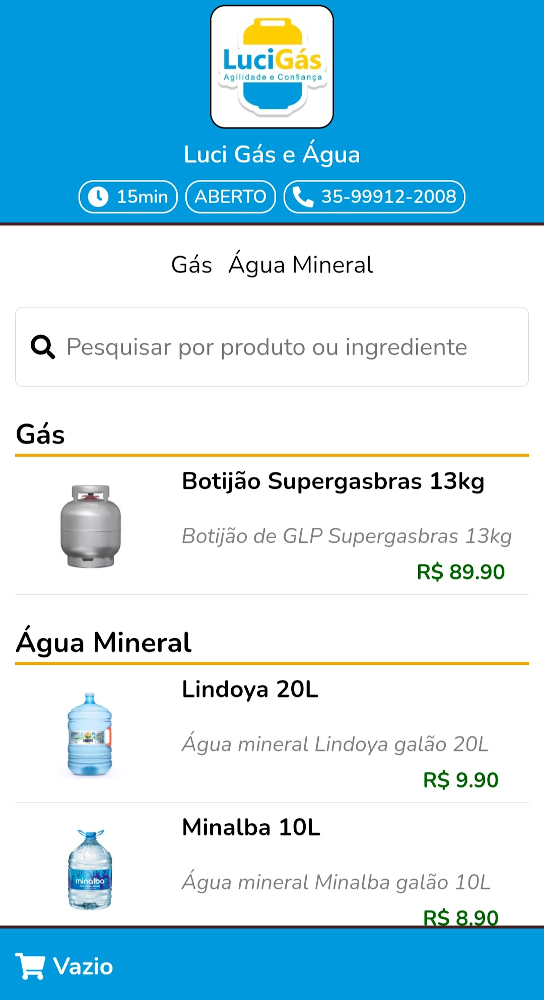 LuciGás
Agilidade e Confiança
Luci Gás e Água
15min ABERTO 35-99912-2008
Gás Água Mineral
Pesquisar por produto ou ingrediente
Gás
Botijão Supergasbras 13kg
Botijão de GLP Supergasbras 13kg
R$ 89.90
Água Mineral
Lindoya 20L
Água mineral Lindoya galão 20L
R$ 9.90
Minalba 10L
minalba
Água mineral Minalba galão 10L
R$ 8.90
Vazio